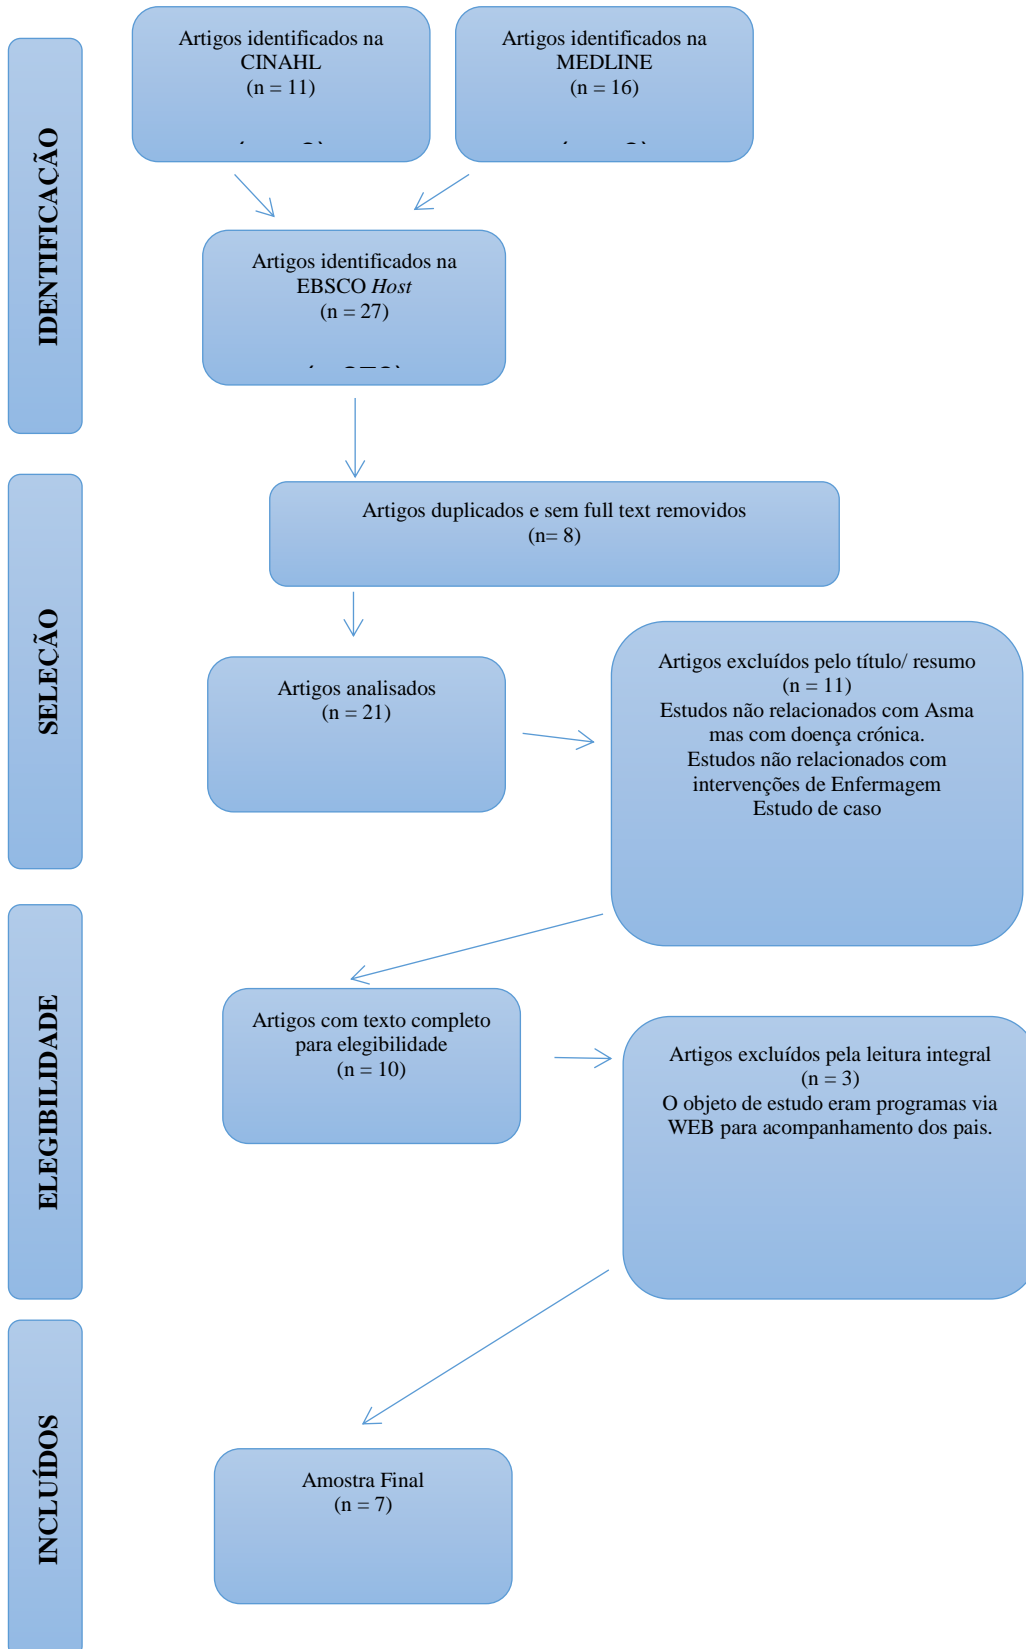 IDENTIFICAÇÃO
Artigos identificados na
CINAHL
(n = 11)
Artigos identificados na
MEDLINE
(n = 16)
Artigos identificados na
EBSCO Host
(n = 27)
SELEÇÃO
Artigos duplicados e sem full text removidos
(n= 8)
Artigos analisados
(n = 21)
Artigos excluídos pelo título/ resumo
(n = 11)
Estudos não relacionados com Asma
mas com doença crónica.
Estudos não relacionados com
intervenções de Enfermagem
Estudo de caso
ELEGIBILIDADE
Artigos com texto completo
para elegibilidade
(n = 10)
Artigos excluídos pela leitura integral
(n = 3)
O objeto de estudo eram programas via
WEB para acompanhamento dos pais.
INCLUÍDOS
Amostra Final
(n = 7)